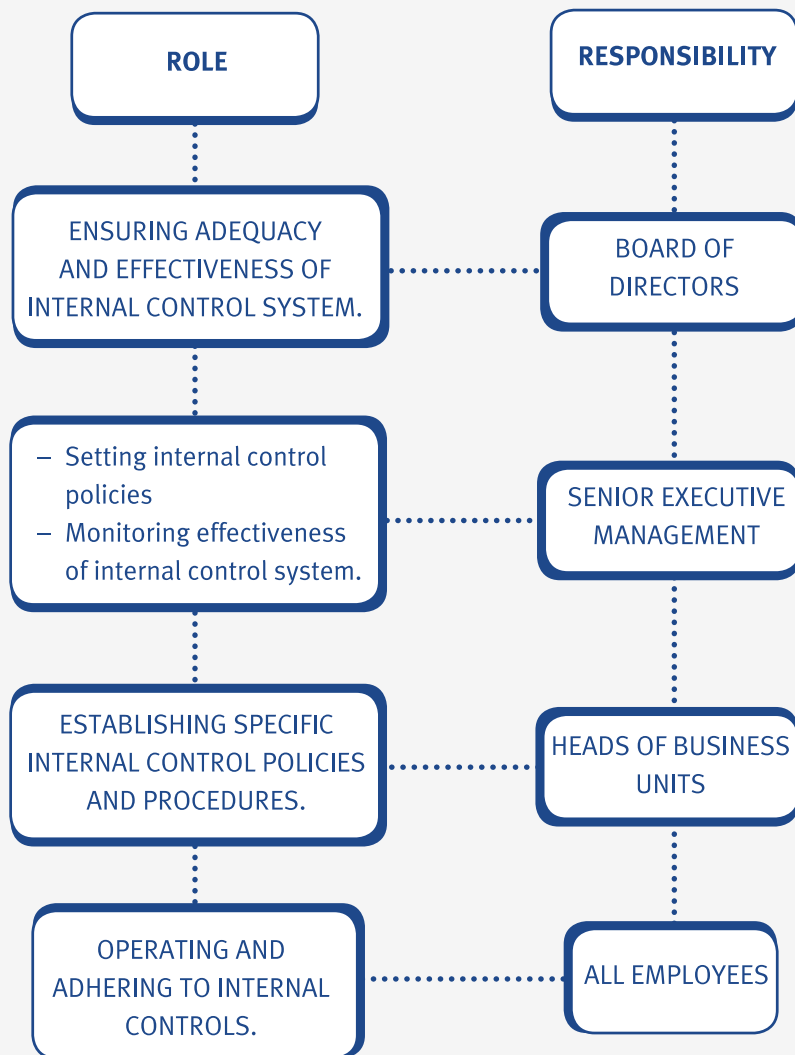 ROLE
RESPONSIBILITY
ENSURING ADEQUACY
AND EFFECTIVENESS OF
INTERNAL CONTROL SYSTEM.
BOARD OF
DIRECTORS
– Setting internal control
policies
– Monitoring effectiveness
of internal control system.
SENIOR EXECUTIVE
MANAGEMENT
ESTABLISHING SPECIFIC
INTERNAL CONTROL POLICIES
AND PROCEDURES.
HEADS OF BUSINESS
UNITS
OPERATING AND
ADHERING TO INTERNAL
CONTROLS.
ALL EMPLOYEES